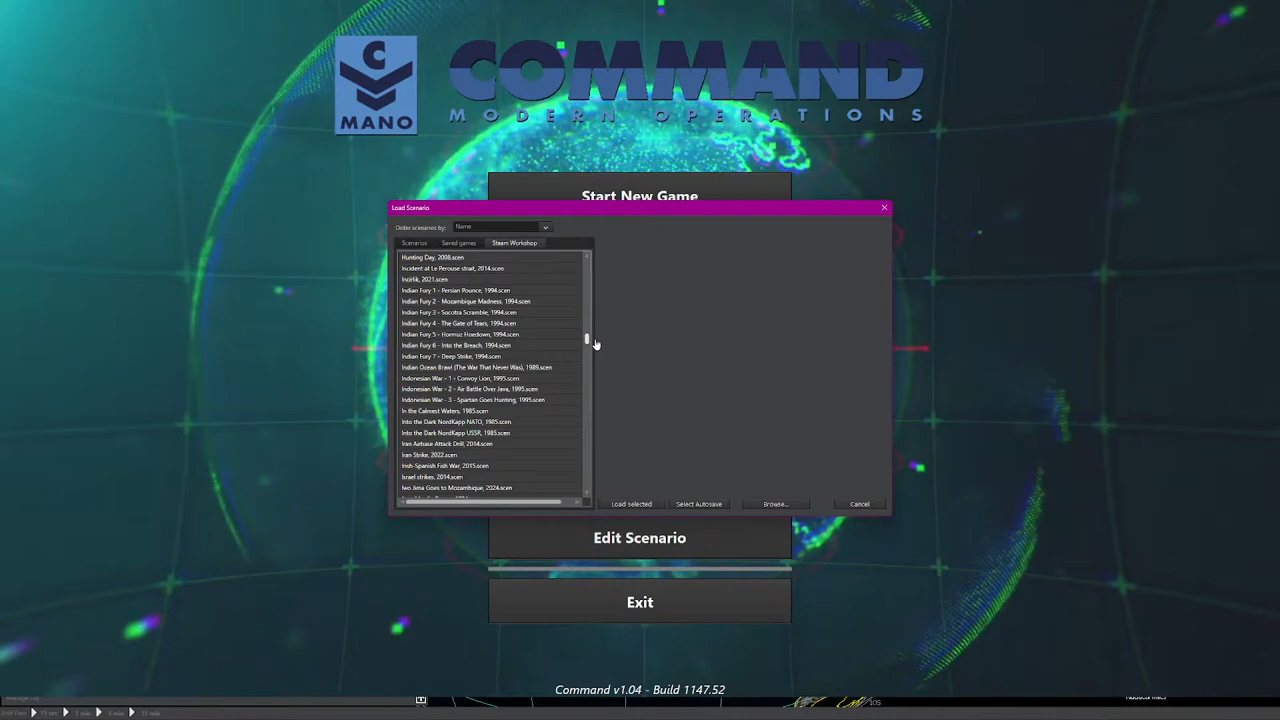 C
MANO
COMMAND
MODERN OPERATIONS
Start New Game
Load Scenario
Order scenarios by:
Name
Scenarios
Saved games
Steam Workshop
Hunting Day, 2008.scen
Incident at Le Perouse strait, 2014.scen
Incirlik, 2021.scen
Indian Fury 1 - Persian Pounce, 1994.scen
Indian Fury 2 - Mozambique Madness, 1994.scen
Indian Fury 3 - Socotra Scramble, 1994.scen
Indian Fury 4 - The Gate of Tears, 1994.scen
Indian Fury 5 - Hormuz Hoedown, 1994.scen
Indian Fury 6 - Into the Breach, 1994.scen
Indian Fury 7 - Deep Strike, 1994.scen
Indian Ocean Brawl (The War That Never Was), 1989.scen
Indonesian War - 1 - Convoy Lion, 1995.scen
Indonesian War - 2 - Air Battle Over Java, 1995.scen
Indonesian War - 3 - Spartan Goes Hunting, 1995.scen
In the Calmest Waters, 1985.scen
Into the Dark NordKapp NATO, 1985.scen
Into the Dark NordKapp USSR, 1985.scen
Iran Airbase Attack Drill, 2014.scen
Iran Strike, 2022.scen
Irish-Spanish Fish War, 2015.scen
Israel strikes, 2014.scen
Iwo Jima Goes to Mozambique, 2024.scen
Load selected
Select Autosave
Browse...
Cancel
Edit Scenario
Exit
Command v1.04 - Build 1147.52
10S
15 sec
1 min
5 min
15 min